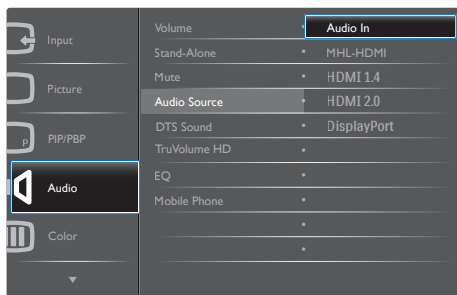 Input
Picture
P
PIP/PBP
Audio
Color
Volume
Stand-Alone
Mute
Audio Source
DTS Sound
TruVolume HD
EQ
Mobile Phone
Audio In
MHL-HDMI
HDMI 1.4
HDMI 2.0
DisplayPort